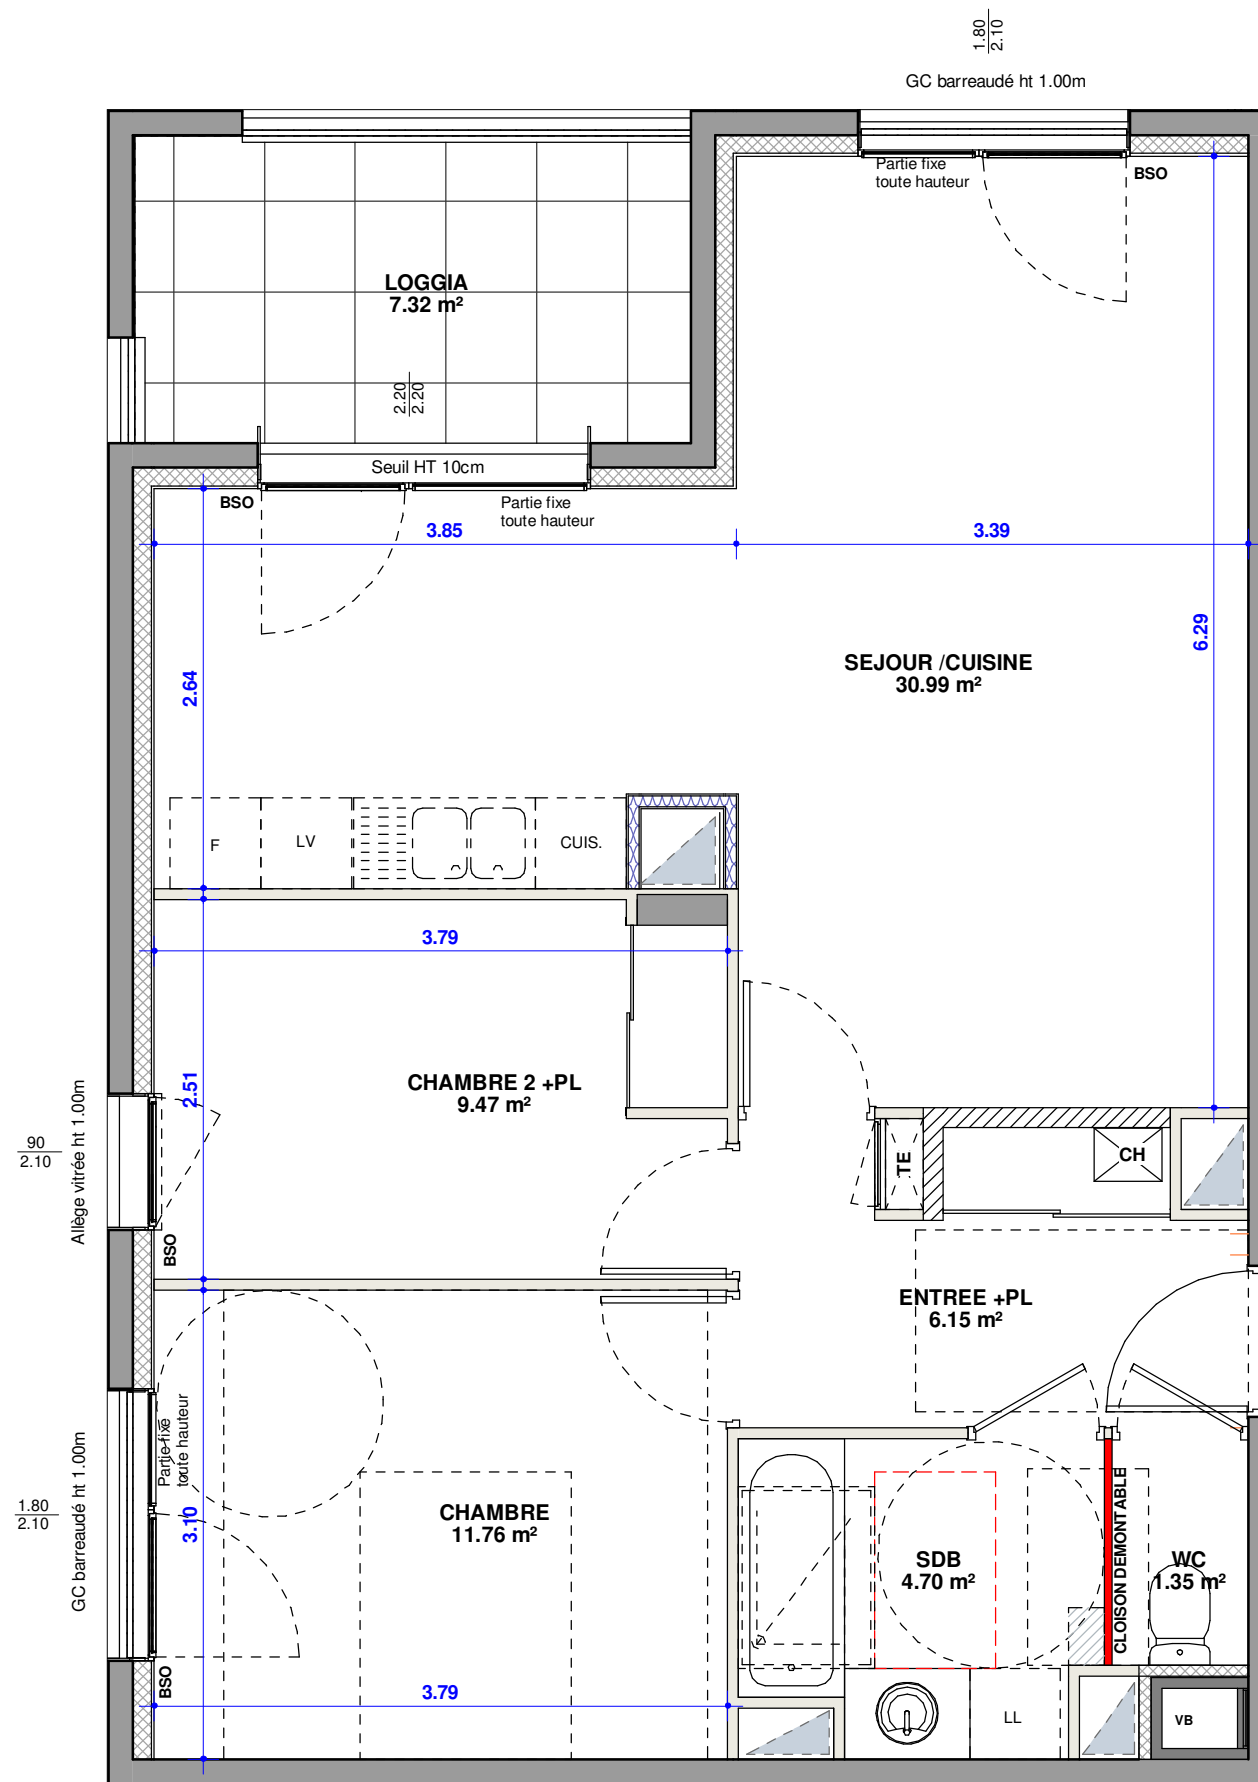 1.80
2.10
GC barreaudé ht 1.00m
Partie fixe
toute hauteur
BSO
LOGGIA
7.32 m²
2.20
2.20
Seuil HT 10cm
BSO
Partie fixe
toute hauteur
3.85
3.39
6.29
2.64
SEJOUR /CUISINE
30.99 m²
F
LV
CUIS.
3.79
2.51
CHAMBRE 2 +PL
9.47 m²
90
2.10
Allège vitrée ht 1.00m
BSO
TE
CH
ENTREE +PL
6.15 m²
1.80
2.10
GC barreaudé ht 1.00m
Partie fixe
toute hauteur
3.10
CHAMBRE
11.76 m²
SDB
4.70 m²
CLOISON DEMONTABLE
WC
1.35 m²
BSO
3.79
LL
VB